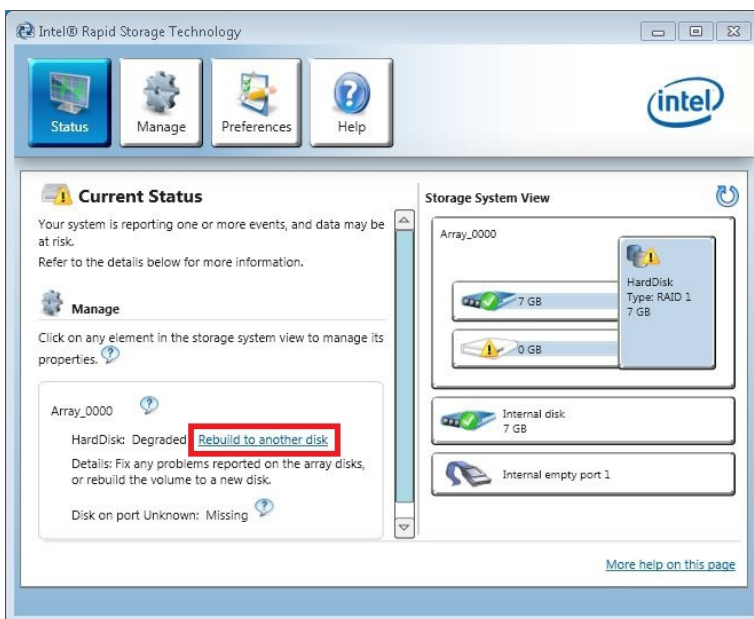 Intel® Rapid Storage Technology
Status
Manage
Preferences
Help
intel
Current Status
Your system is reporting one or more events, and data may be
at risk.
Refer to the details below for more information.
Manage
Click on any element in the storage system view to manage its
properties.
Array_0000
HardDisk: Degraded Rebuild to another disk
Details: Fix any problems reported on the array disks,
or rebuild the volume to a new disk.
Disk on port Unknown: Missing
Storage System View
Array_0000
HardDisk
Type: RAID 1
7 GB
7 GB
0 GB
Internal disk
7 GB
Internal empty port 1
More help on this page